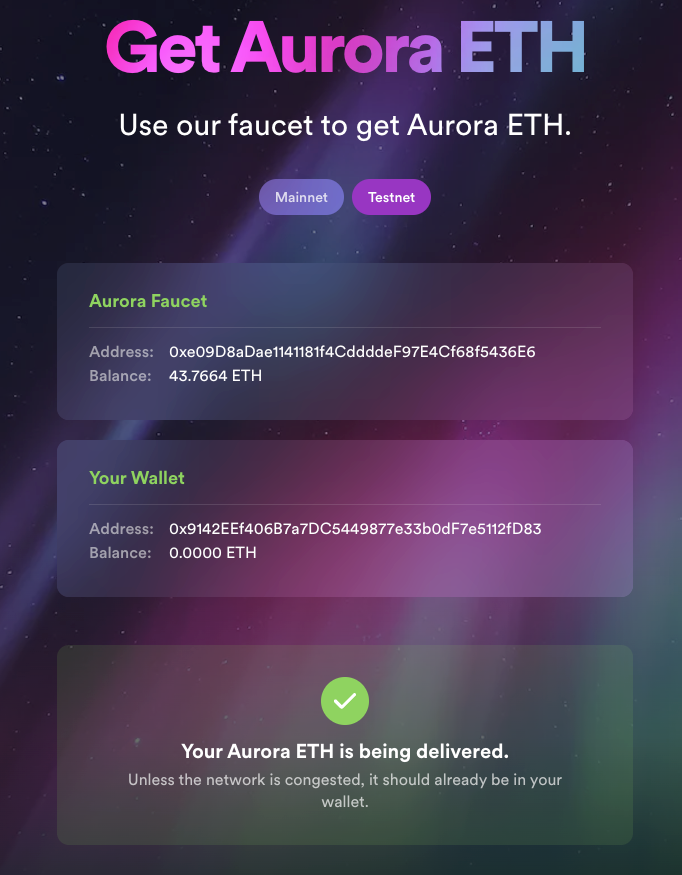 Get Aurora ETH
Use our faucet to get Aurora ETH.
Mainnet Testnet
Aurora Faucet
Address: 0xe09D8aDae1141181f4CddddeF97E4Cf68f5436E6
Balance: 43.7664 ETH
Your Wallet
Address: 0x9142EEf406B7a7DC5449877e33b0dF7e5112fD83
Balance: 0.0000 ETH
Your Aurora ETH is being delivered.
Unless the network is congested, it should already be in your
wallet.